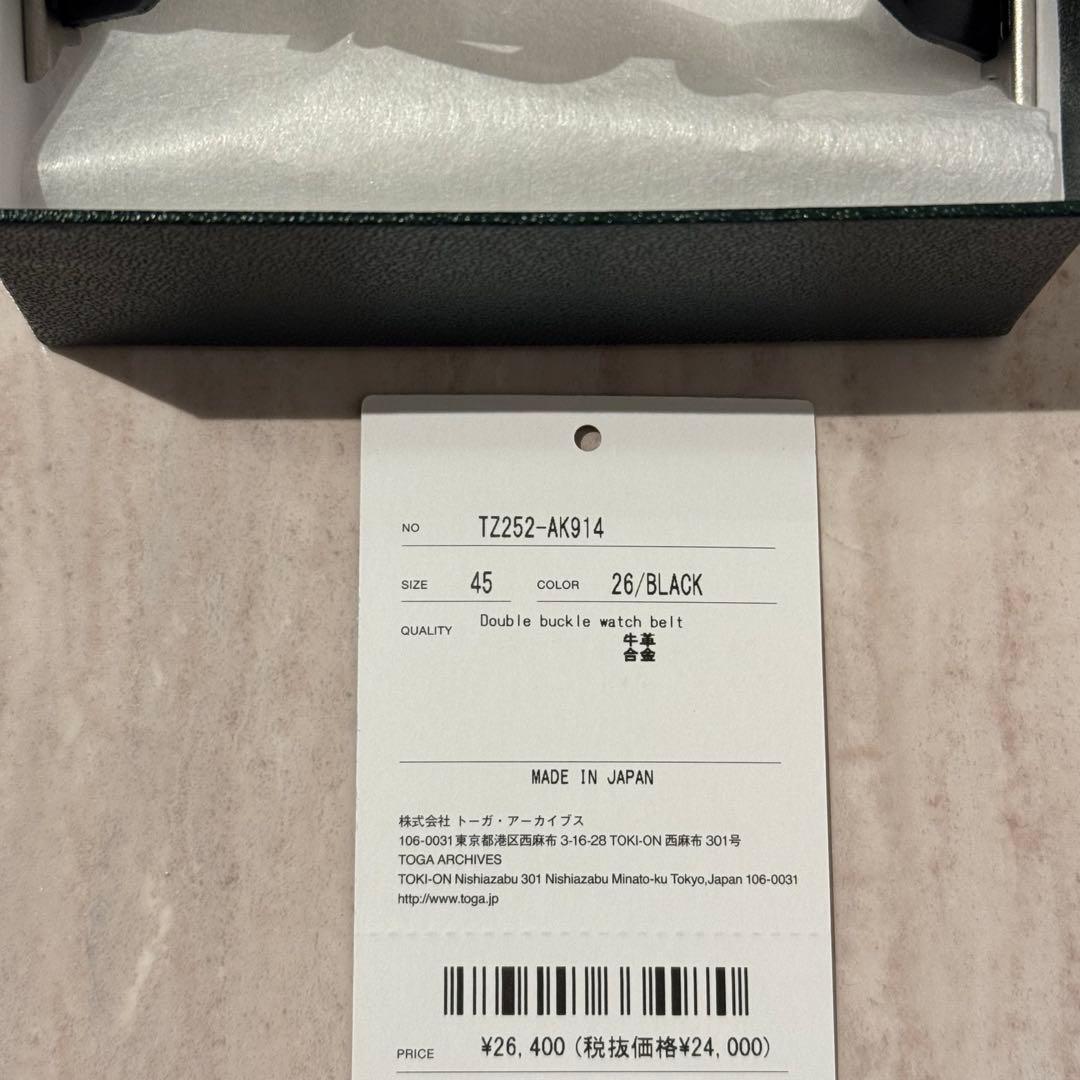 NO TZ252-AK914
SIZE 45 COLOR 26/BLACK
QUALITY Double buckle watch belt
牛革
合金
MADE IN JAPAN
株式会社 トーガ・アーカイブス
106-0031東京都港区西麻布 3-16-28 TOKI-ON 西麻布 301号
TOGA ARCHIVES
TOKI-ON Nishiazabu 301 Nishiazabu Minato-ku Tokyo,Japan 106-0031
http://www.toga.jp
PRICE ¥26,400(税抜価格¥24,000)